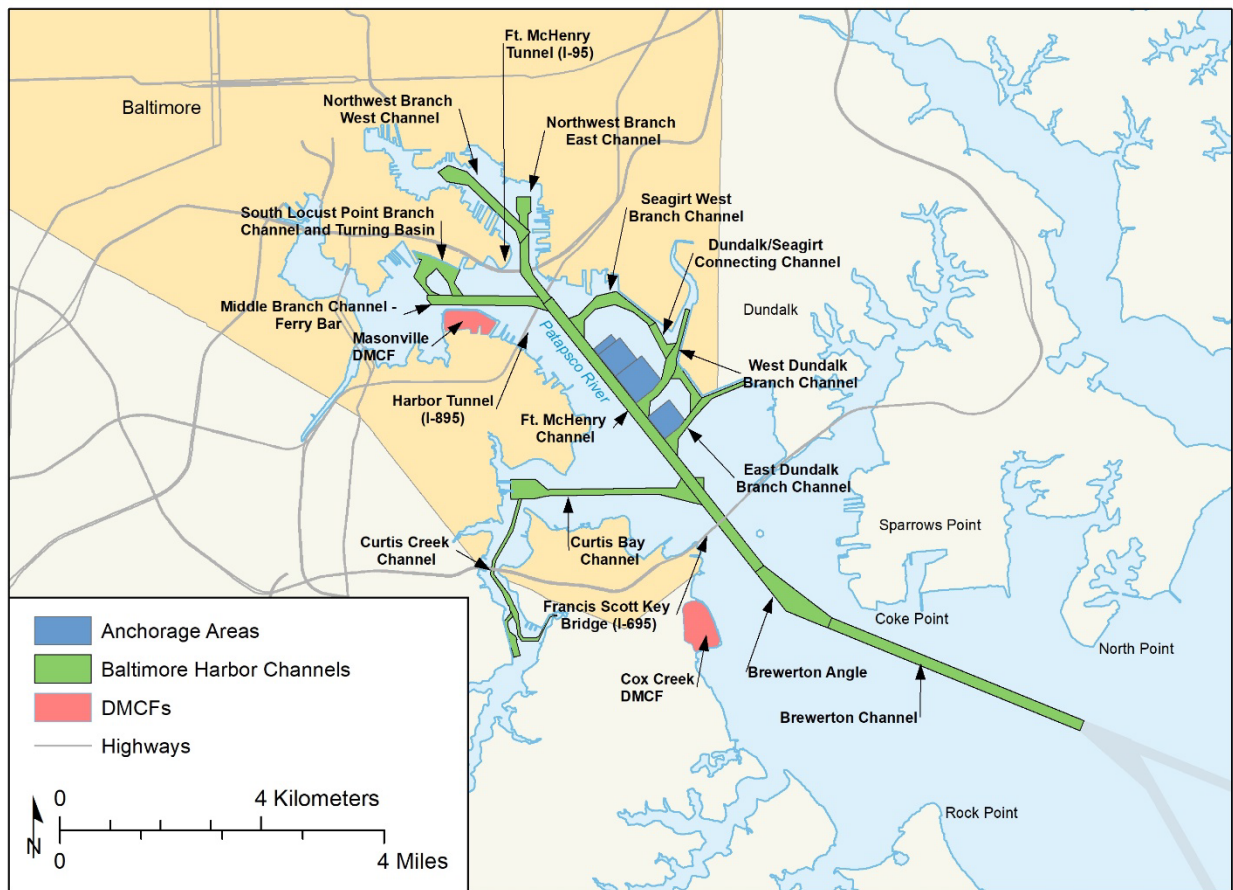 Ft. McHenry
Tunnel (I-95)
Baltimore
Northwest Branch
West Channel
Northwest Branch
East Channel
South Locust Point Branch
Channel and Turning Basin
Seagirt West
Branch Channel
Dundalk/Seagirt
Connecting Channel
Dundalk
Middle Branch Channel -
Ferry Bar
Masonville
DMCF
Patapsco River
West Dundalk
Branch Channel
Harbor Tunnel
(I-895)
Ft. McHenry
Channel
East Dundalk
Branch Channel
Sparrows Point
Curtis Creek
Channel
Curtis Bay
Channel
Francis Scott Key
Bridge (I-695)
Coke Point
North Point
Cox Creek
DMCF
Brewerton Angle
Brewerton Channel
Rock Point
Anchorage Areas
Baltimore Harbor Channels
DMCFs
Highways
0 4 Kilometers
N
0 4 Miles